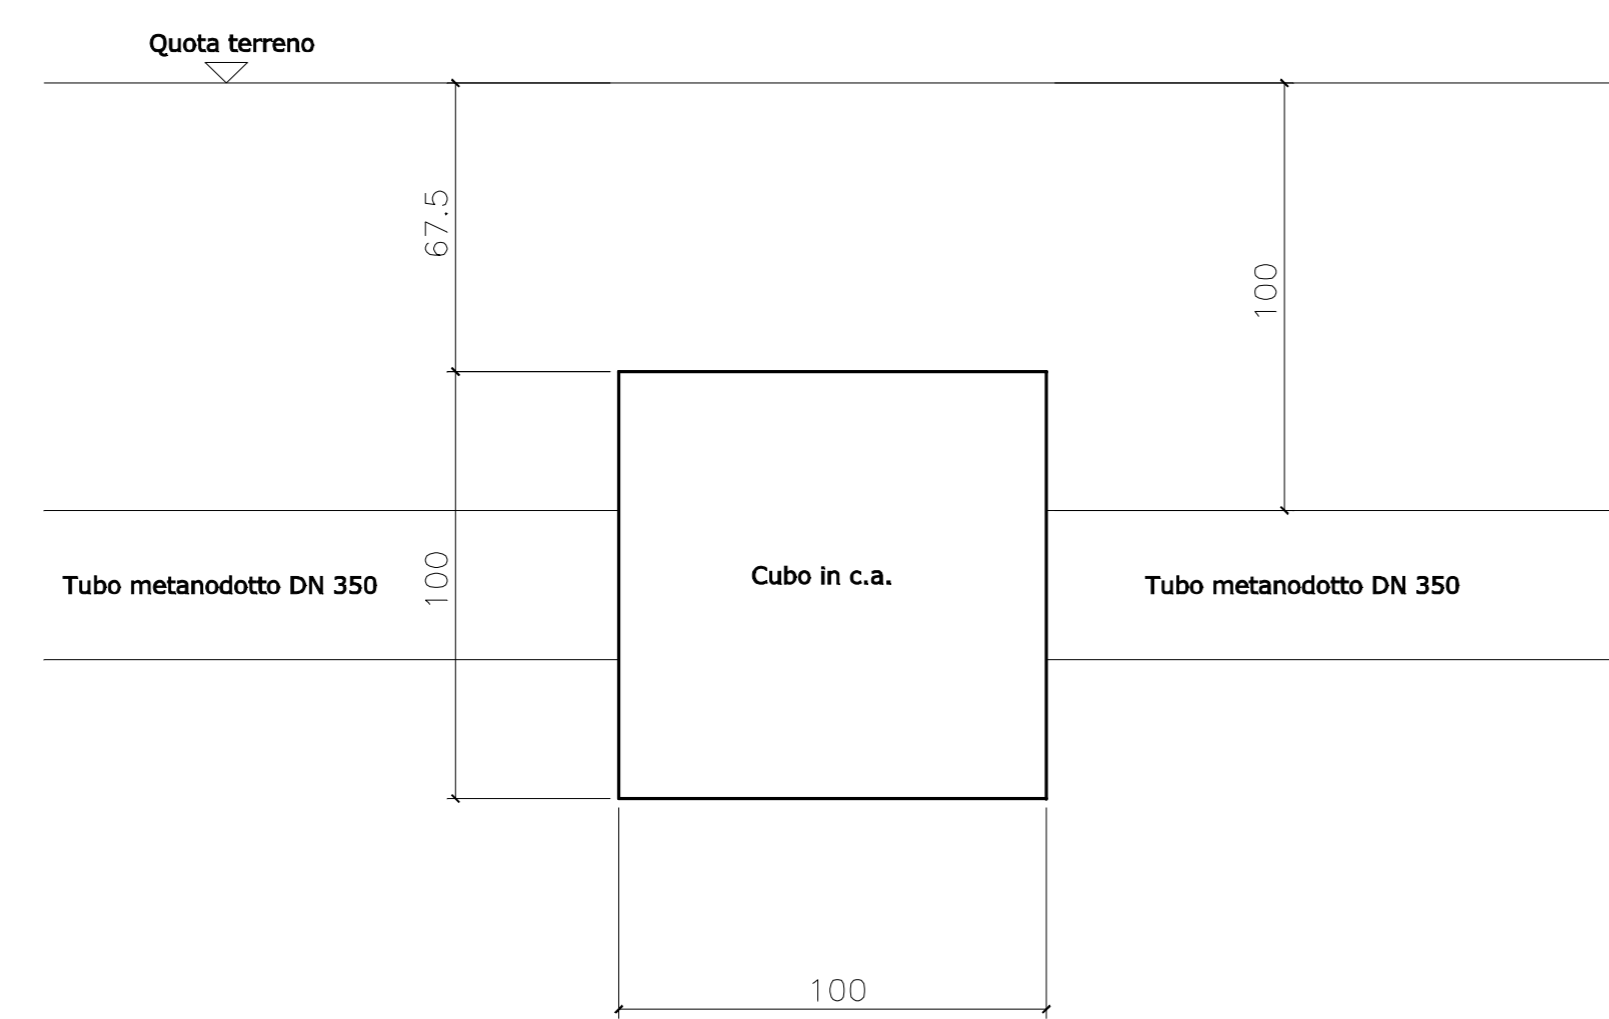 Quota terreno
67.5
100
Tubo metanodotto DN 350
100
Cubo in c.a.
Tubo metanodotto DN 350
100